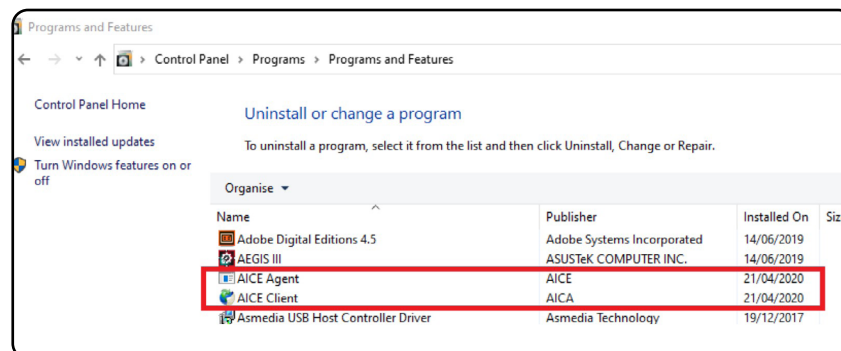 Programs and Features
Control Panel > Programs > Programs and Features
Control Panel Home
Uninstall or change a program
View installed updates
To uninstall a program, select it from the list and then click Uninstall, Change or Repair.
Turn Windows features on or
off
Organise
Name Publisher Installed On Siz
Adobe Digital Editions 4.5 Adobe Systems Incorporated 14/06/2019
AEGIS III ASUSTeK COMPUTER INC. 14/06/2019
AICE Agent AICE 21/04/2020
AICE Client AICA 21/04/2020
Asmedia USB Host Controller Driver Asmedia Technology 19/12/2017